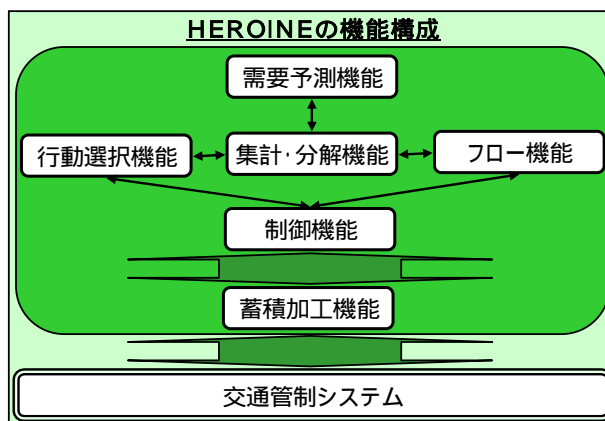 HEROINEの機能構成
需要予測機能
行動選択機能
集計・分解機能
フロー機能
制御機能
蓄積加工機能
交通管制システム